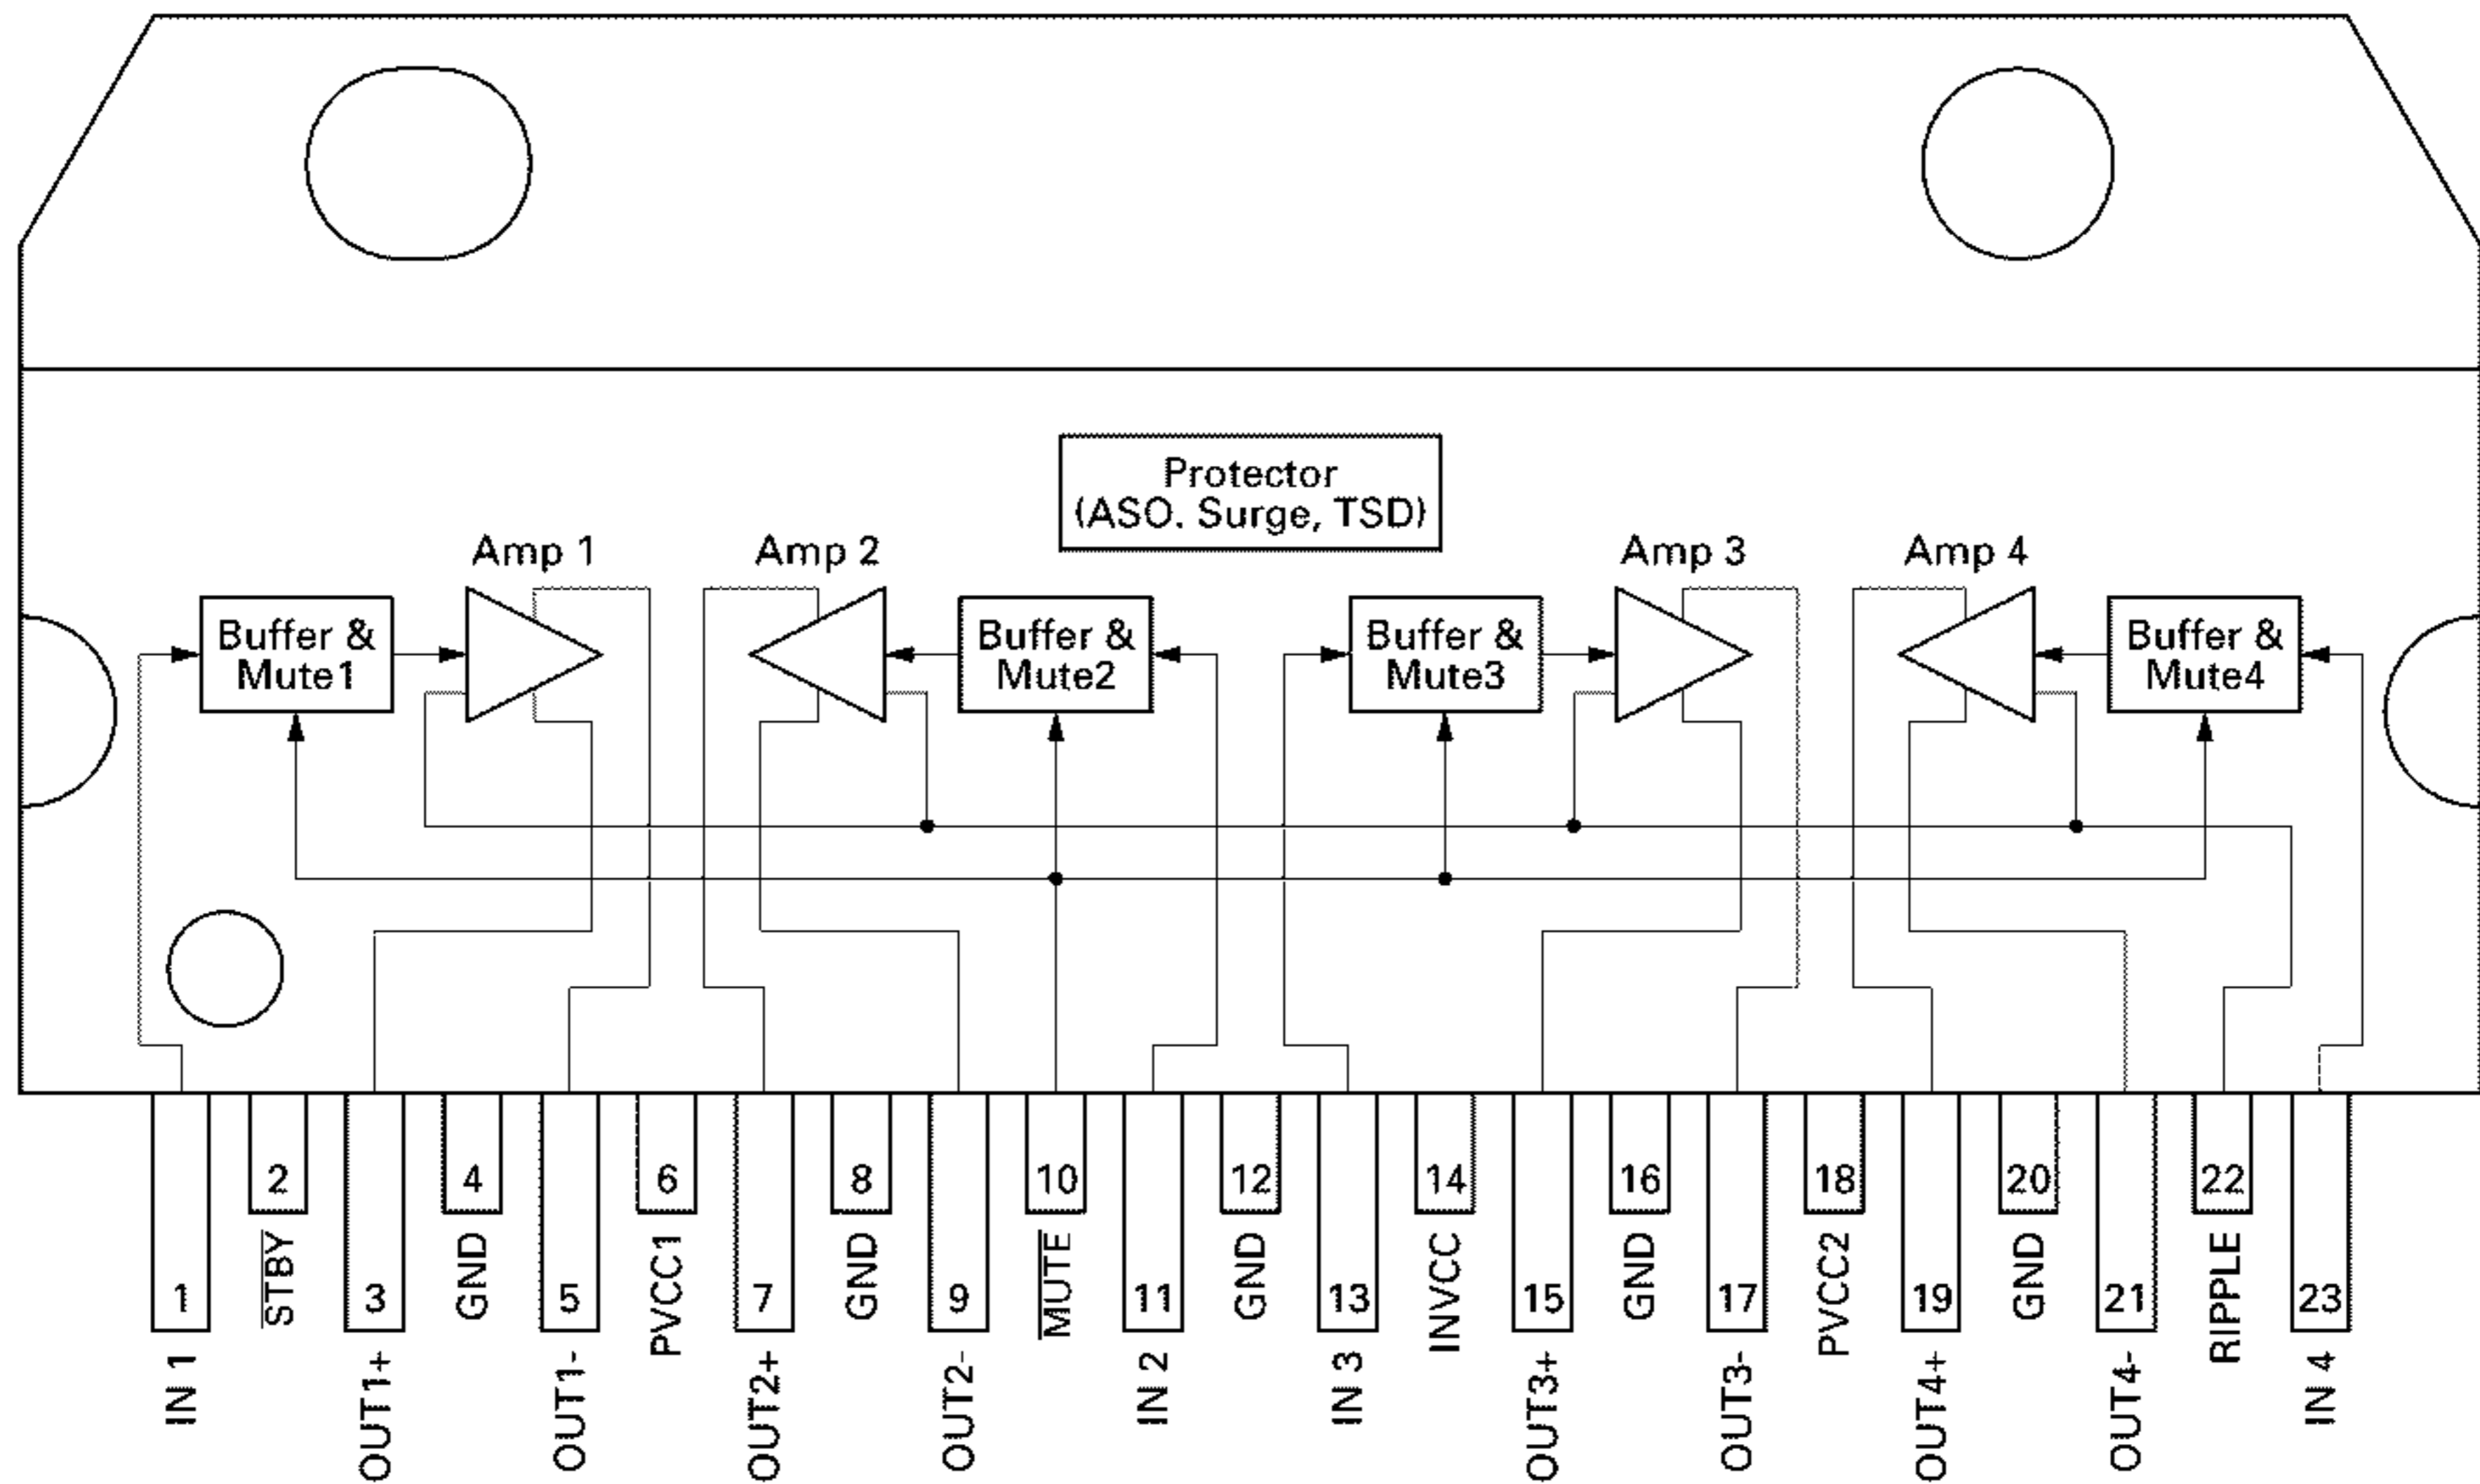 Protector
(ASO. Surge, TSD)
Amp 1
Amp 2
Amp 3
Amp 4
Buffer &
Mute1
Buffer &
Mute2
Buffer &
Mute3
Buffer &
Mute4
1
2
3
4
5
6
7
8
9
10
11
12
13
14
15
16
17
18
19
20
21
22
23
IN 1
STBY
OUT1+
GND
OUT1-
PVCC1
OUT2+
GND
OUT2-
MUTE
IN 2
GND
IN 3
INVCC
OUT3+
GND
OUT3-
PVCC2
OUT4+
GND
OUT4-
RIPPLE
IN 4